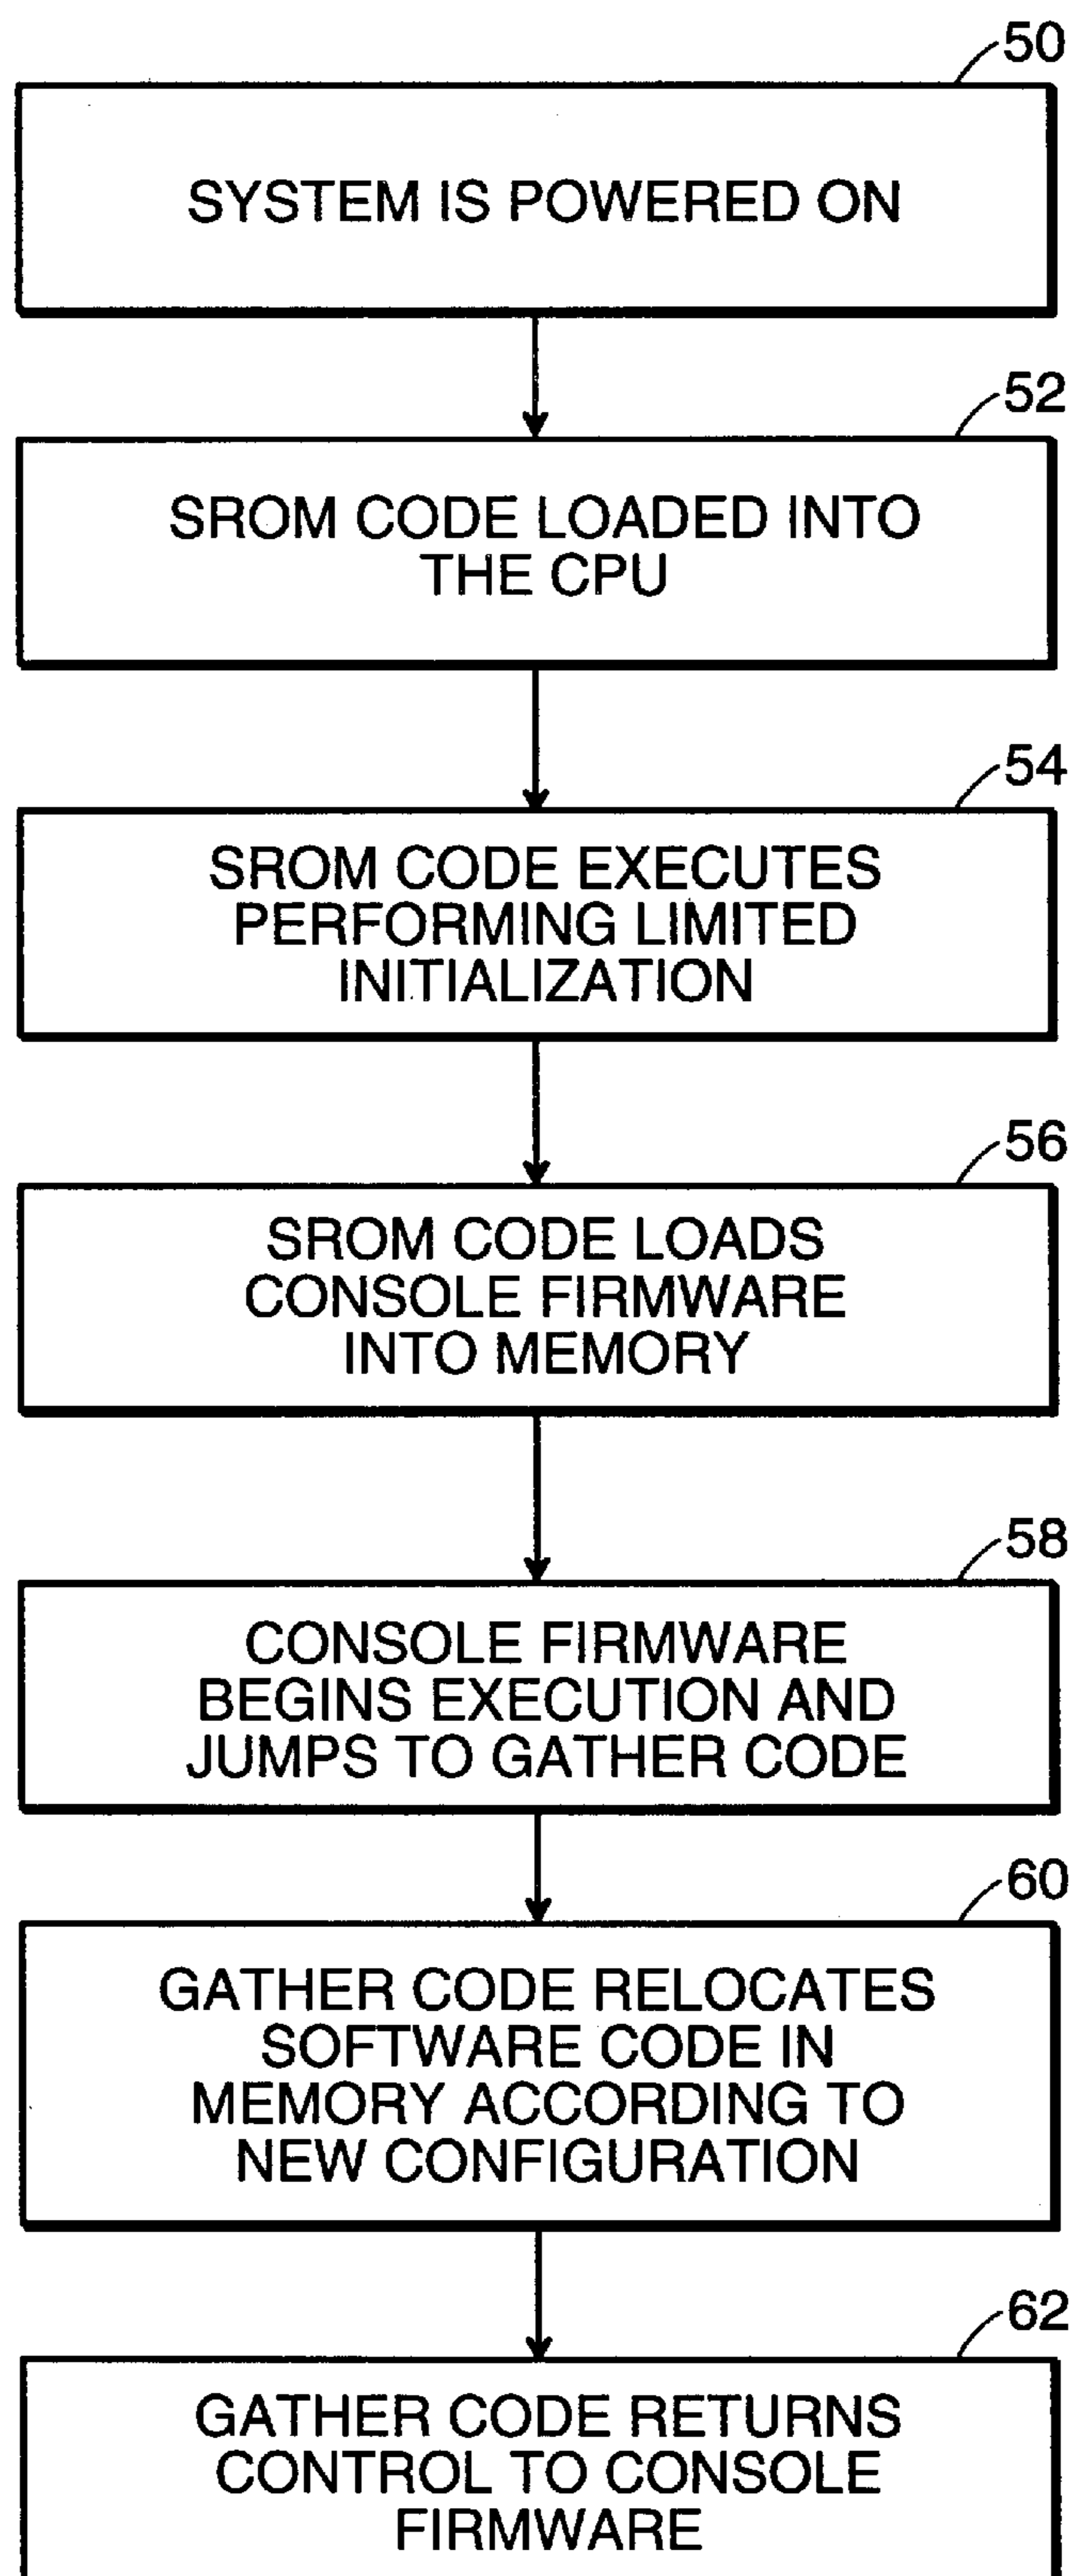 50
SYSTEM IS POWERED ON
52
SROM CODE LOADED INTO
THE CPU
54
SROM CODE EXECUTES
PERFORMING LIMITED
INITIALIZATION
56
SROM CODE LOADS
CONSOLE FIRMWARE
INTO MEMORY
58
CONSOLE FIRMWARE
BEGINS EXECUTION AND
JUMPS TO GATHER CODE
60
GATHER CODE RELOCATES
SOFTWARE CODE IN
MEMORY ACCORDING TO
NEW CONFIGURATION
62
GATHER CODE RETURNS
CONTROL TO CONSOLE
FIRMWARE